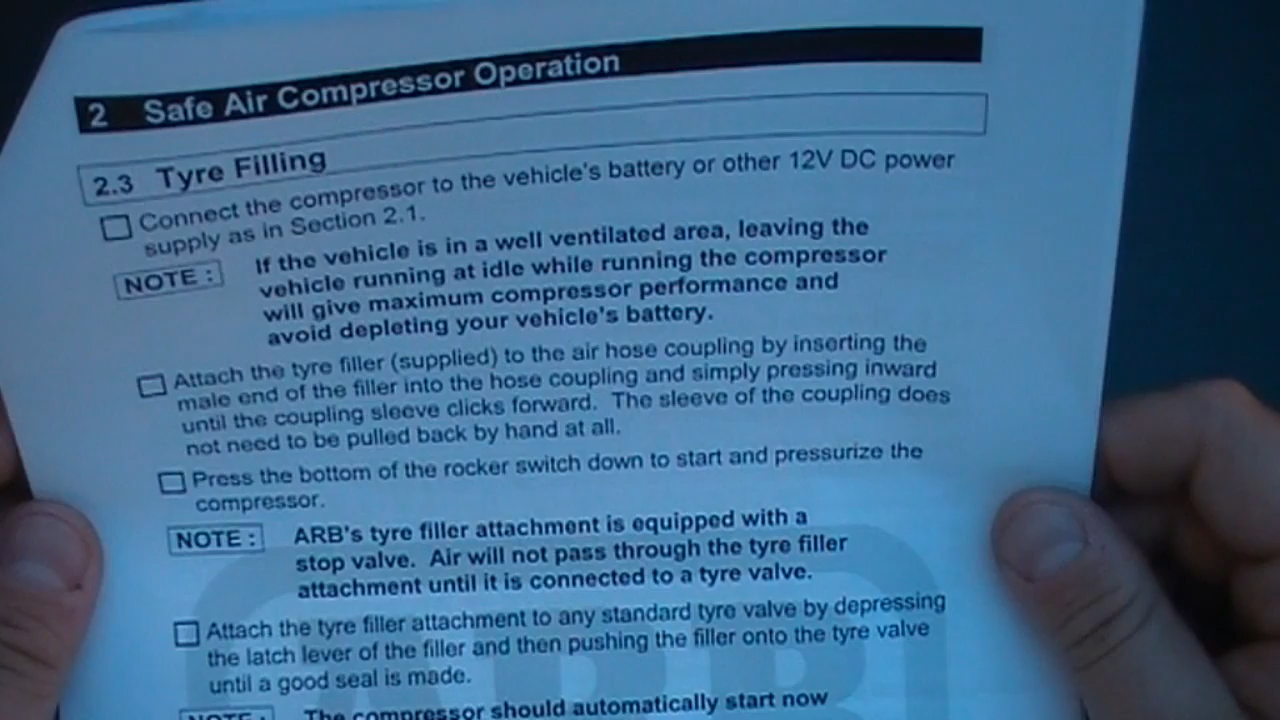 2 Safe Air Compressor Operation
2.3 Tyre Filling
Connect the compressor to the vehicle's battery or other 12V DC power
supply as in Section 2.1.
NOTE : If the vehicle is in a well ventilated area, leaving the
vehicle running at idle while running the compressor
will give maximum compressor performance and
avoid depleting your vehicle's battery.
Attach the tyre filler (supplied) to the air hose coupling by inserting the
male end of the filler into the hose coupling and simply pressing inward
until the coupling sleeve clicks forward. The sleeve of the coupling does
not need to be pulled back by hand at all.
Press the bottom of the rocker switch down to start and pressurize the
compressor.
NOTE : ARB's tyre filler attachment is equipped with a
stop valve. Air will not pass through the tyre filler
attachment until it is connected to a tyre valve.
Attach the tyre filler attachment to any standard tyre valve by depressing
the latch lever of the filler and then pushing the filler onto the tyre valve
until a good seal is made.
NOTE : The compressor should automatically start now